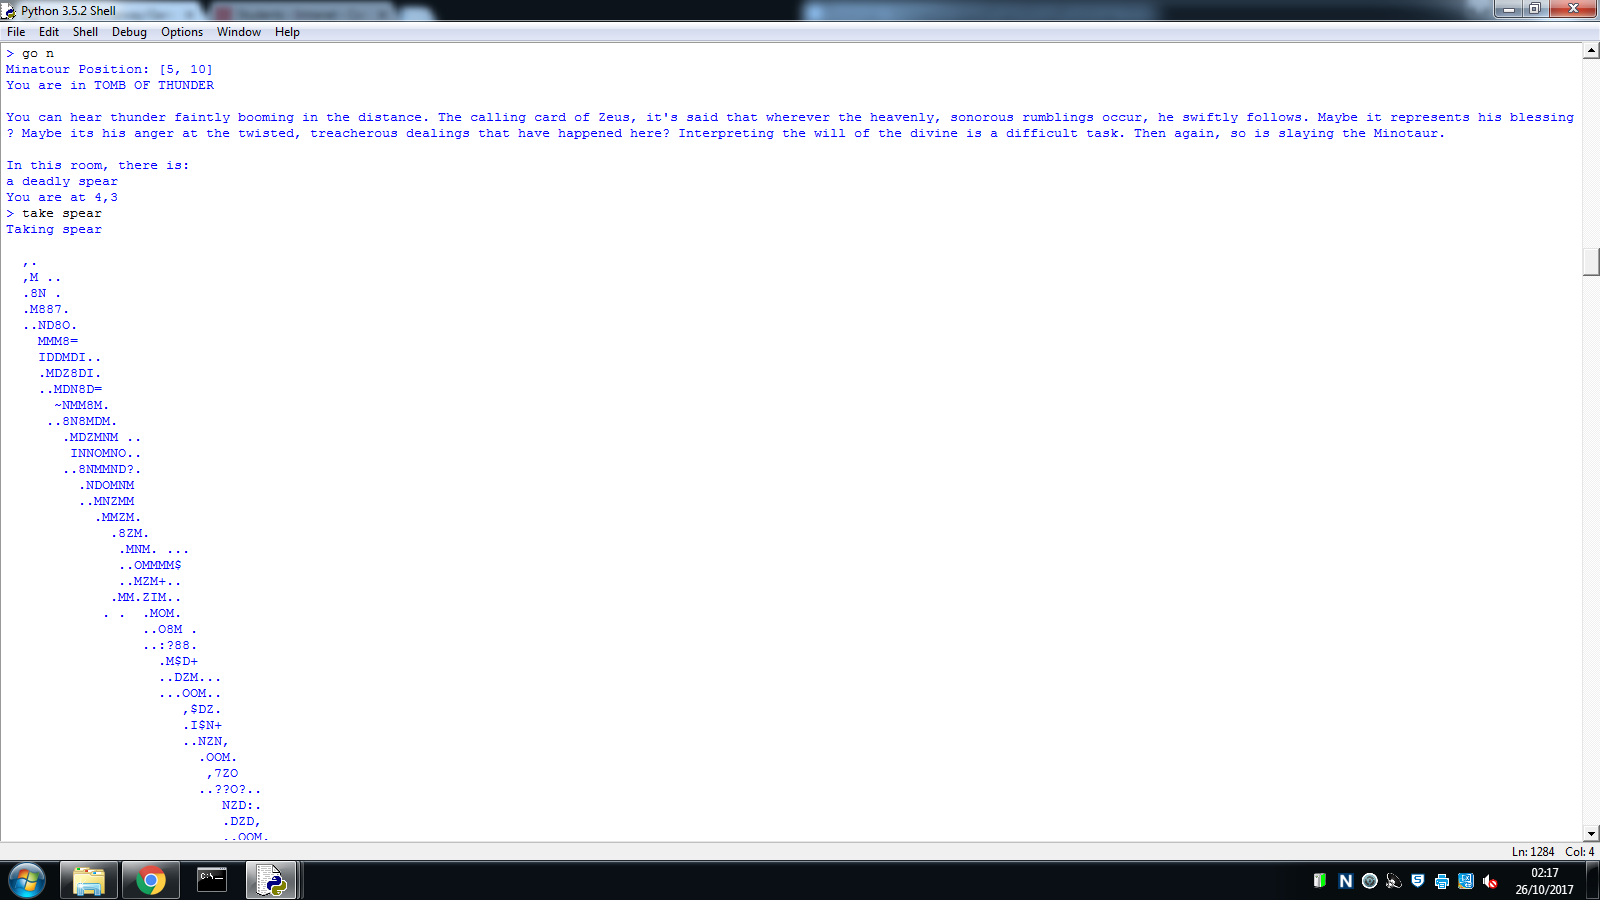 Python 3.5.2 Shell
File Edit Shell Debug Options Window Help
> go n
Minatour Position: [5, 10]
You are in TOMB OF THUNDER
You can hear thunder faintly booming in the distance. The calling card of Zeus, it's said that wherever the heavenly, sonorous rumblings occur, he swiftly follows. Maybe it represents his blessing
? Maybe its his anger at the twisted, treacherous dealings that have happened here? Interpreting the will of the divine is a difficult task. Then again, so is slaying the Minotaur.
In this room, there is:
a deadly spear
You are at 4,3
> take spear
Taking spear
,.
,M ..
.8N .
.M887.
..ND8O.
MMM8=
IDDMDI..
.MDZ8DI.
..MDN8D=
~NMM8M.
..8N8MDM.
.MDZMNM ..
INNOMNO..
..8NMMND?.
.NDOMNM
..MNZMM
.MMZM.
.8ZM.
.MNM. ...
..OMMMM$
..MZM+..
.MM.ZIM..
. .  .MOM.
..O8M .
..:?88.
.M$D+
..DZM...
...OOM..
,$DZ.
.I$N+
..NZN,
.OOM.
,7ZO
..??O?..
NZD:.
.DZD,
..OOM.
Ln: 1284 Col: 4
02:17
26/10/2017